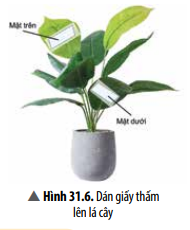 Mặt trên
Mặt dưới
▲ Hình 31.6. Dán giấy thấm
lên lá cây